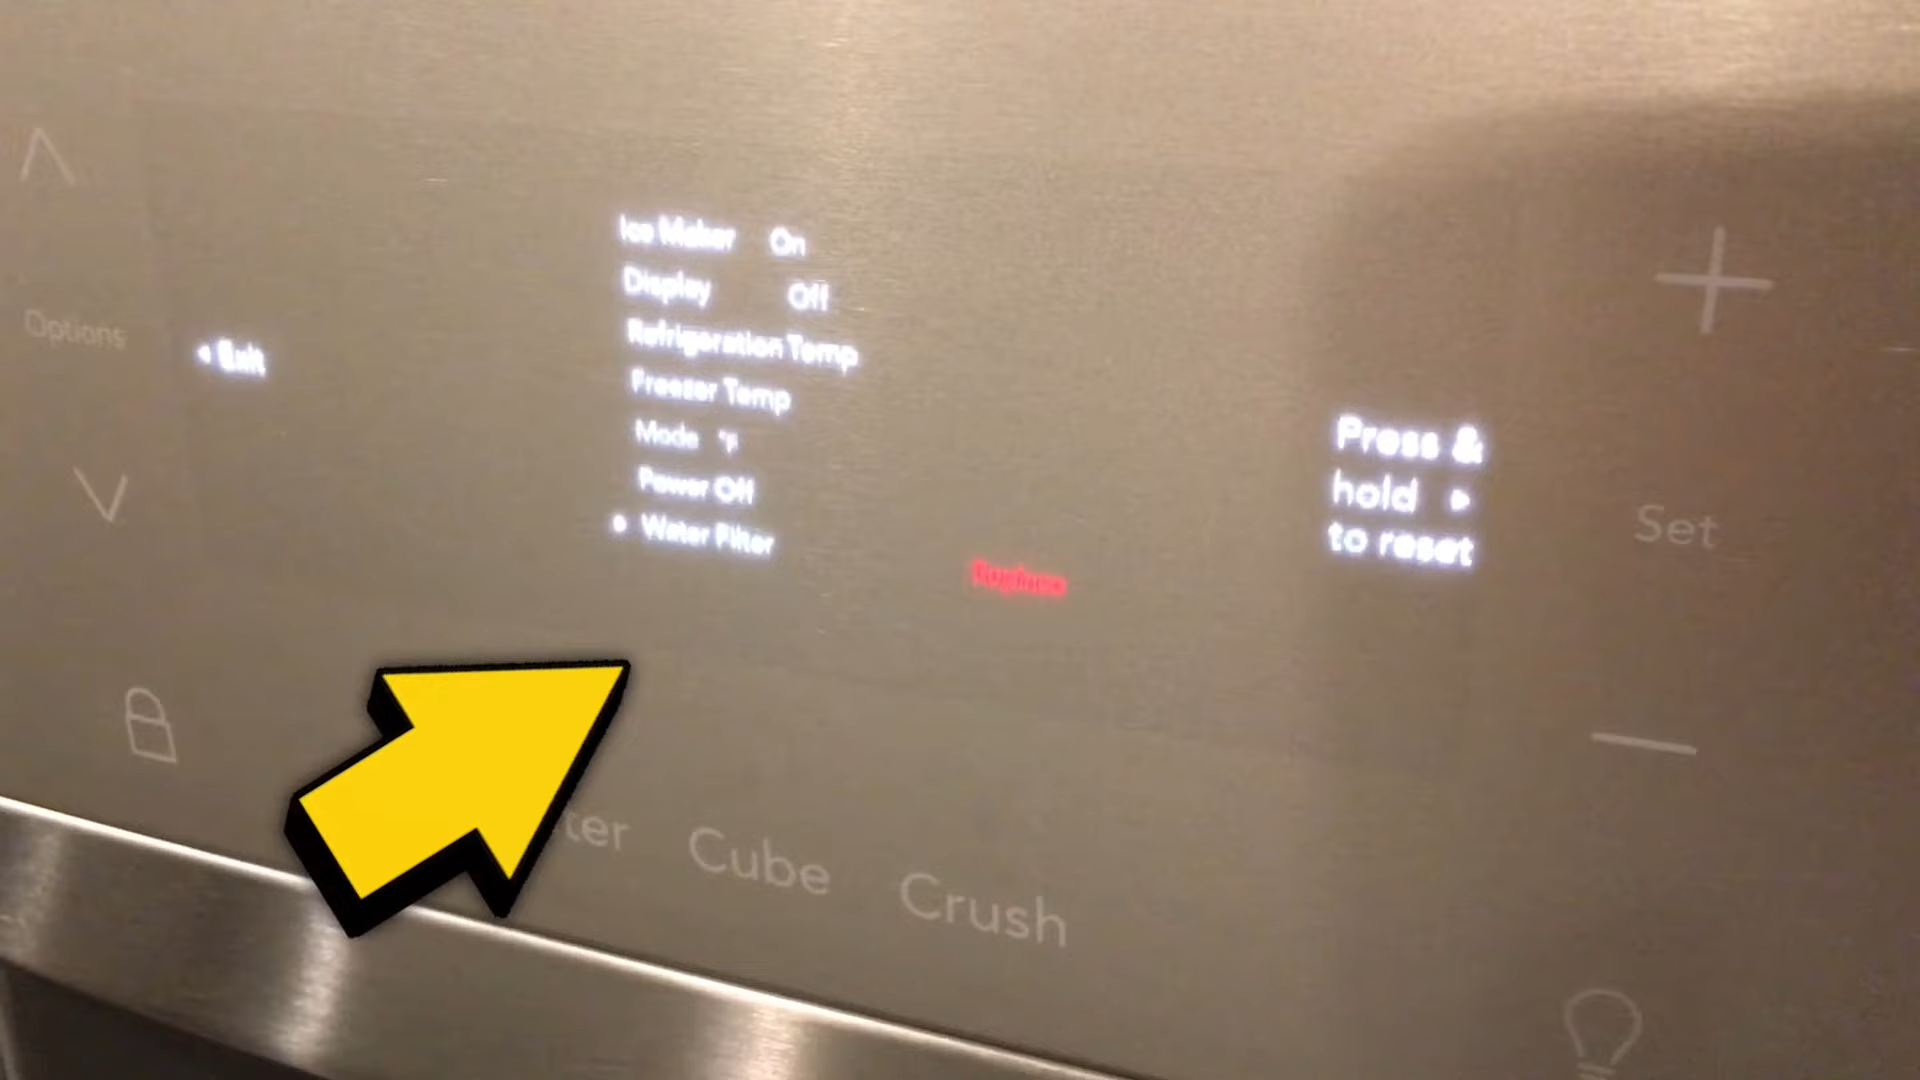 Ice Maker On
Display Off
Refrigeration Temp
Freezer Temp
Mode °F
Power Off
Water Filter
Replace
Options
Exit
Press &
hold
to reset
Set
ter Cube Crush